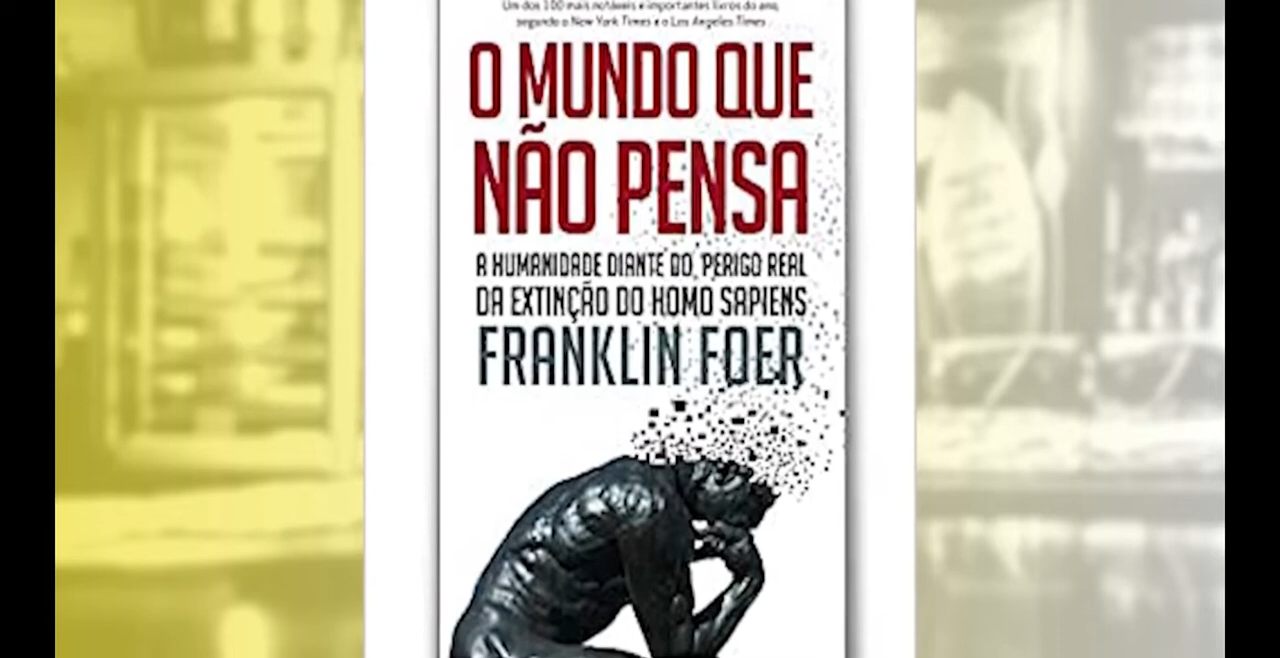 Um dos 100 mais notáveis e importantes livros do ano,
segundo o New York Times e o Los Angeles Times
O MUNDO QUE
NÃO PENSA
A HUMANIDADE DIANTE DO PERIGO REAL
DA EXTINÇÃO DO HOMO SAPIENS
FRANKLIN FOER